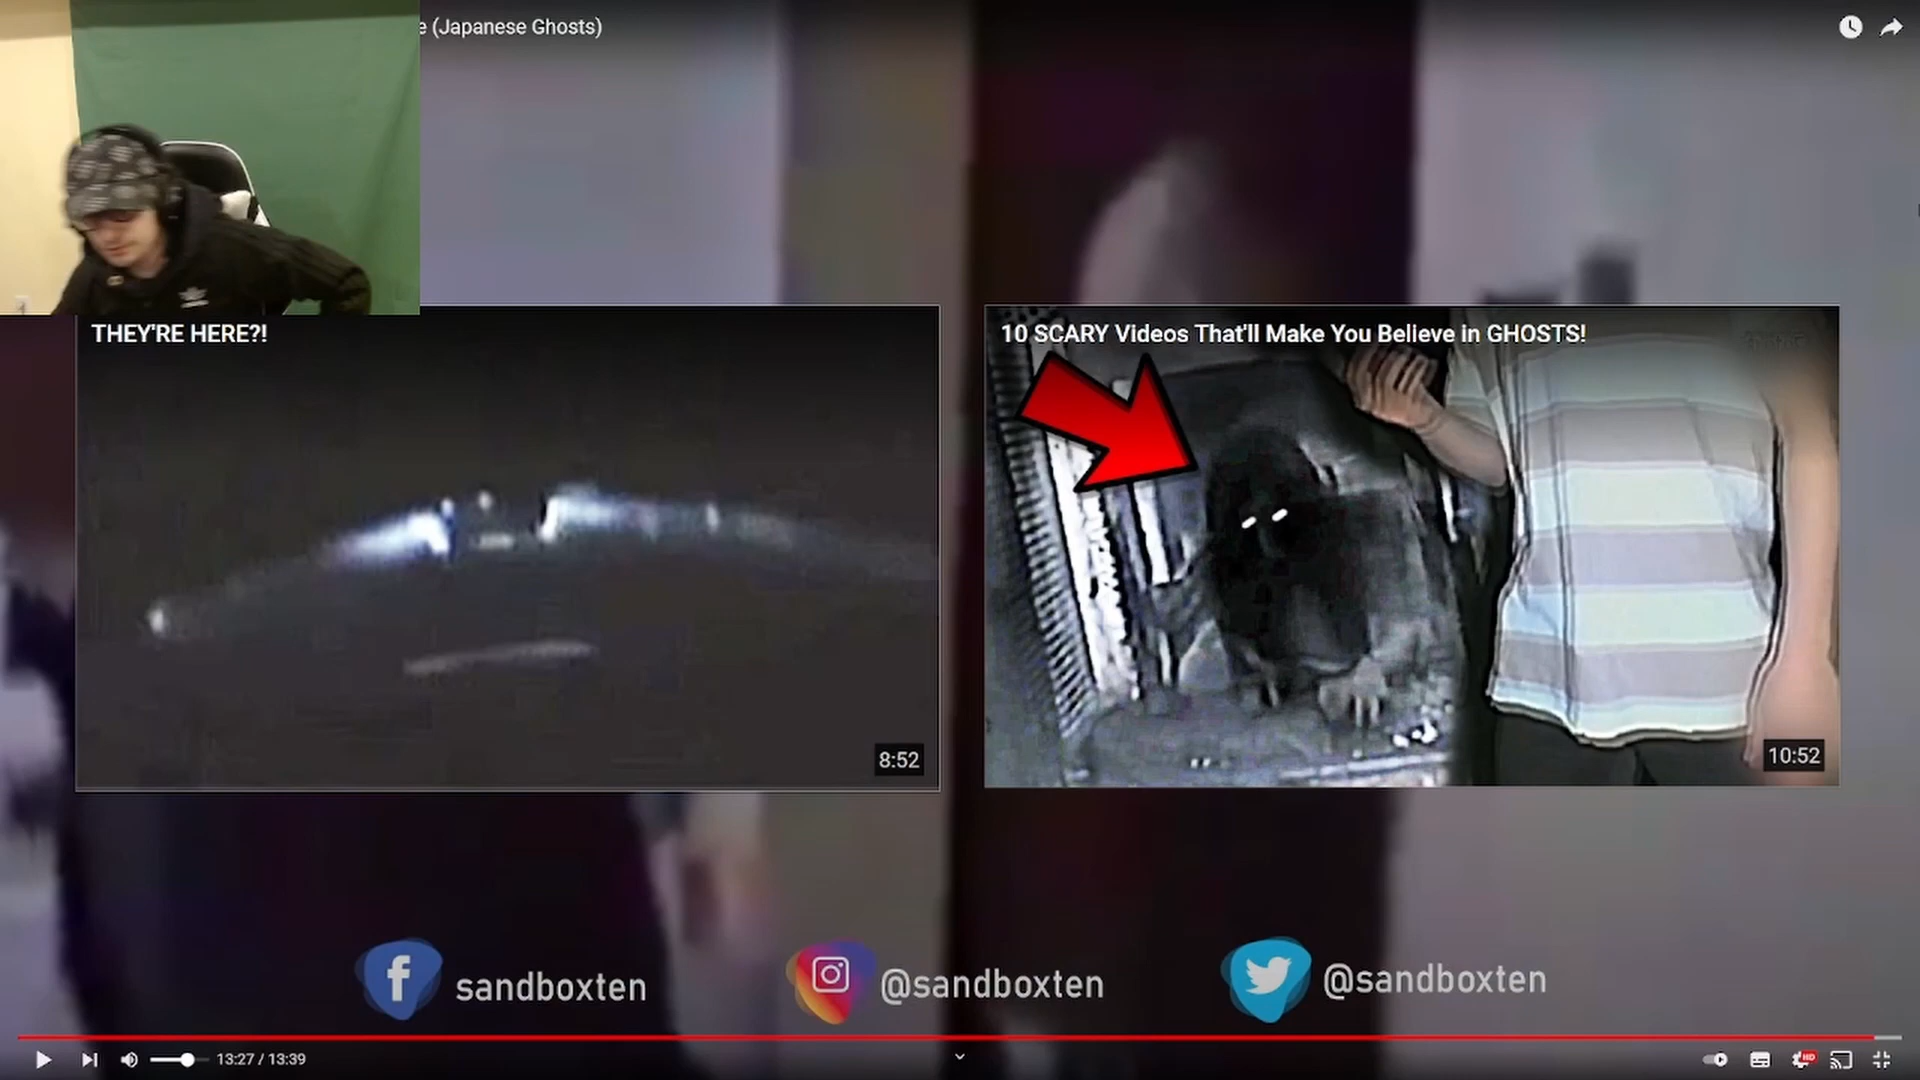 e (Japanese Ghosts)
THEY'RE HERE?!
8:52
10 SCARY Videos That'll Make You Believe in GHOSTS!
10:52
sandboxten
@sandboxten
@sandboxten
13:27 / 13:39
HD